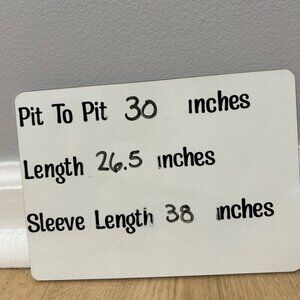 Pit To Pit 30 inches
Length 26.5 inches
Sleeve Length 38 inches